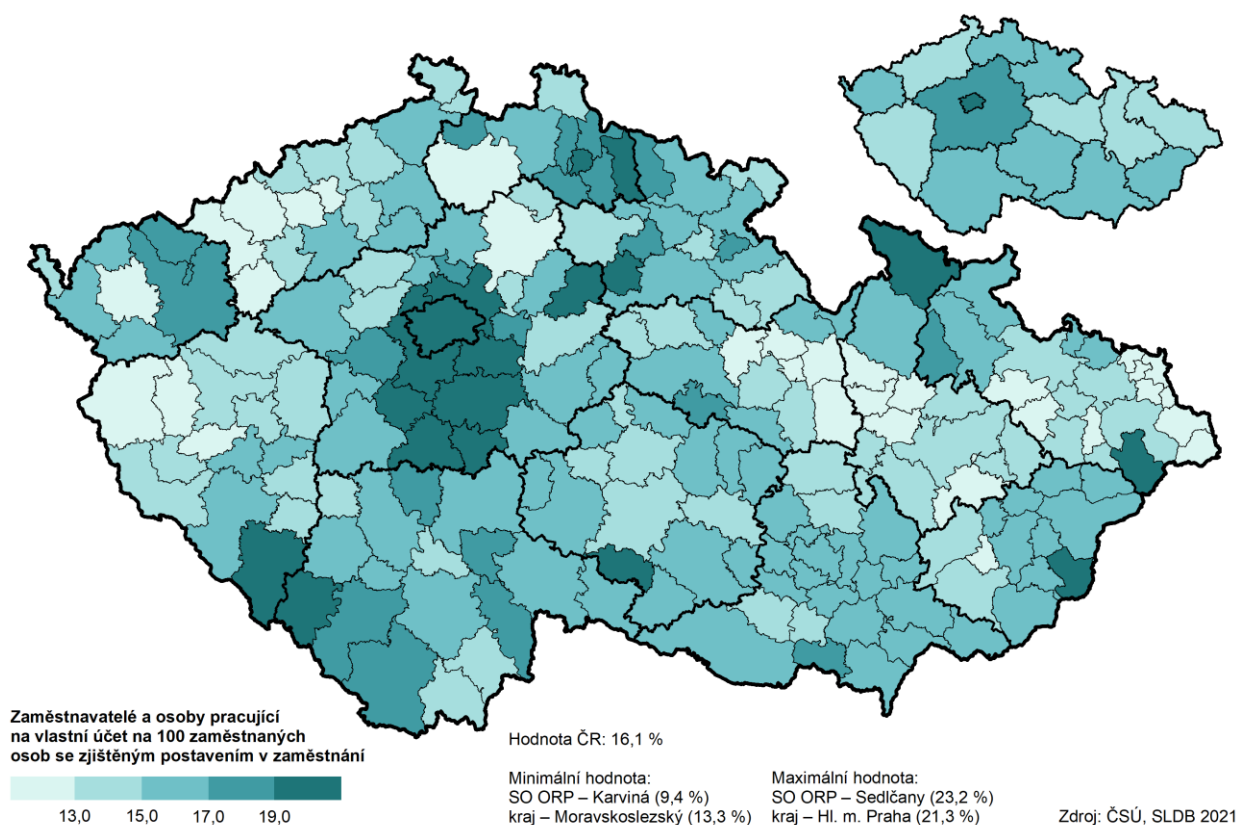 Zaměstnavatelé a osoby pracující
na vlastní účet na 100 zaměstnaných
osob se zjištěným postavením v zaměstnání
13,0 15,0 17,0 19,0
Hodnota ČR: 16,1 %
Minimální hodnota:
SO ORP – Karviná (9,4 %)
kraj – Moravskoslezský (13,3 %)
Maximální hodnota:
SO ORP – Sedlčany (23,2 %)
kraj – Hl. m. Praha (21,3 %)
Zdroj: ČSÚ, SLDB 2021